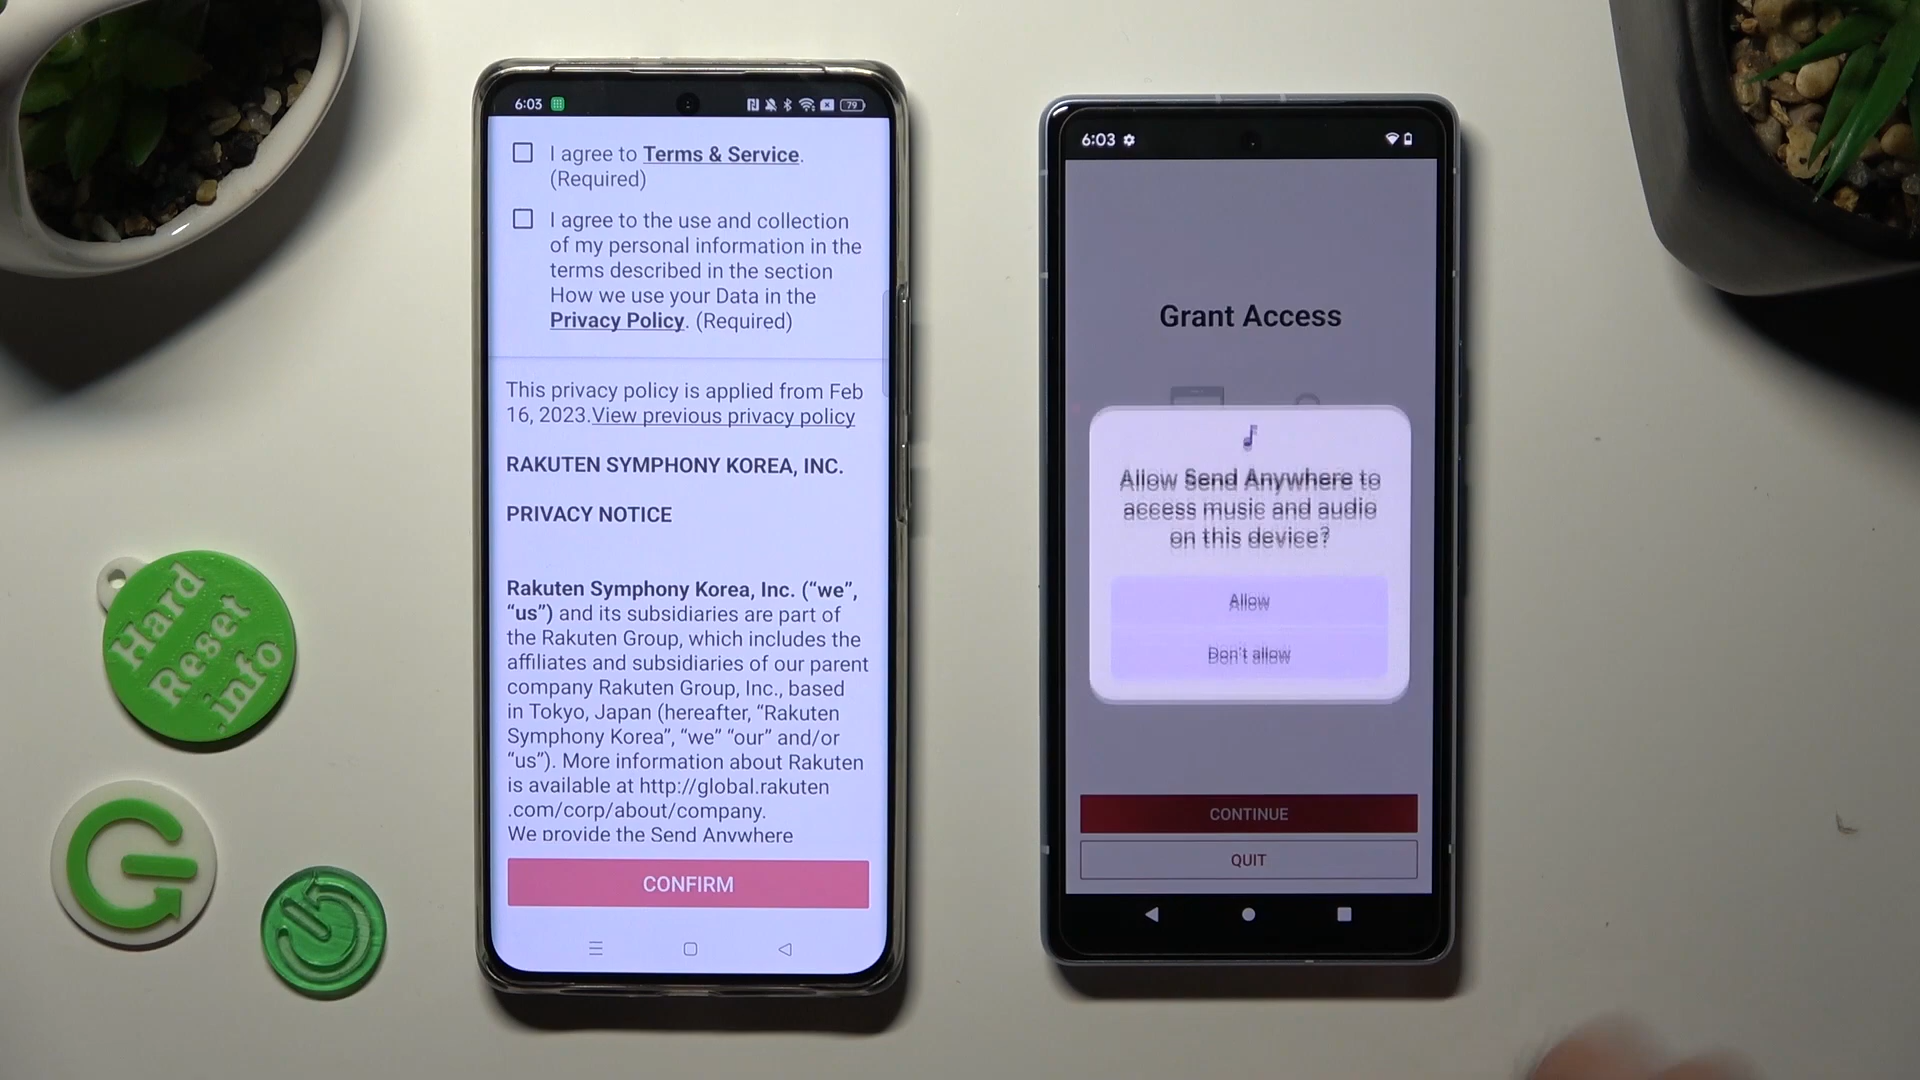 6:03
79
I agree to Terms & Service.
(Required)
I agree to the use and collection
of my personal information in the
terms described in the section
How we use your Data in the
Privacy Policy. (Required)
This privacy policy is applied from Feb
16, 2023.View previous privacy policy
RAKUTEN SYMPHONY KOREA, INC.
PRIVACY NOTICE
Rakuten Symphony Korea, Inc. (“we”,
“us”) and its subsidiaries are part of
the Rakuten Group, which includes the
affiliates and subsidiaries of our parent
company Rakuten Group, Inc., based
in Tokyo, Japan (hereafter, “Rakuten
Symphony Korea”, “we” “our” and/or
“us”). More information about Rakuten
is available at http://global.rakuten
.com/corp/about/company.
We provide the Send Anywhere
CONFIRM
6:03
Grant Access
Allow Send Anywhere to
access music and audio
on this device?
Allow
Don't allow
CONTINUE
QUIT
Hard
Reset
.info